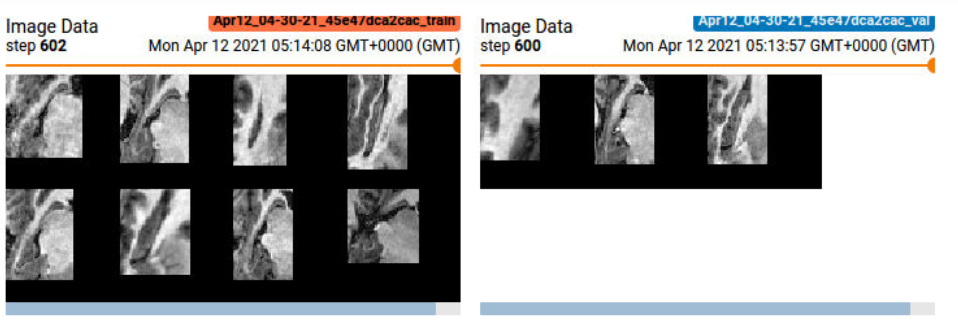 Image Data
Apr12_04-30-21_45e47dca2cac_train
step 602
Mon Apr 12 2021 05:14:08 GMT+0000 (GMT)
Image Data
Apr12_04-30-21_45e47dca2cac_val
step 600
Mon Apr 12 2021 05:13:57 GMT+0000 (GMT)